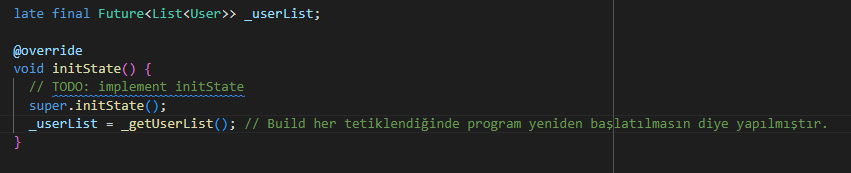 late final Future<List<User>> _userList;
@override
void initState() {
// TODO: implement initState
super.initState();
_userList = _getUserList(); // Build her tetiklendiğinde program yeniden başlatılmasın diye yapılmıştır.
}